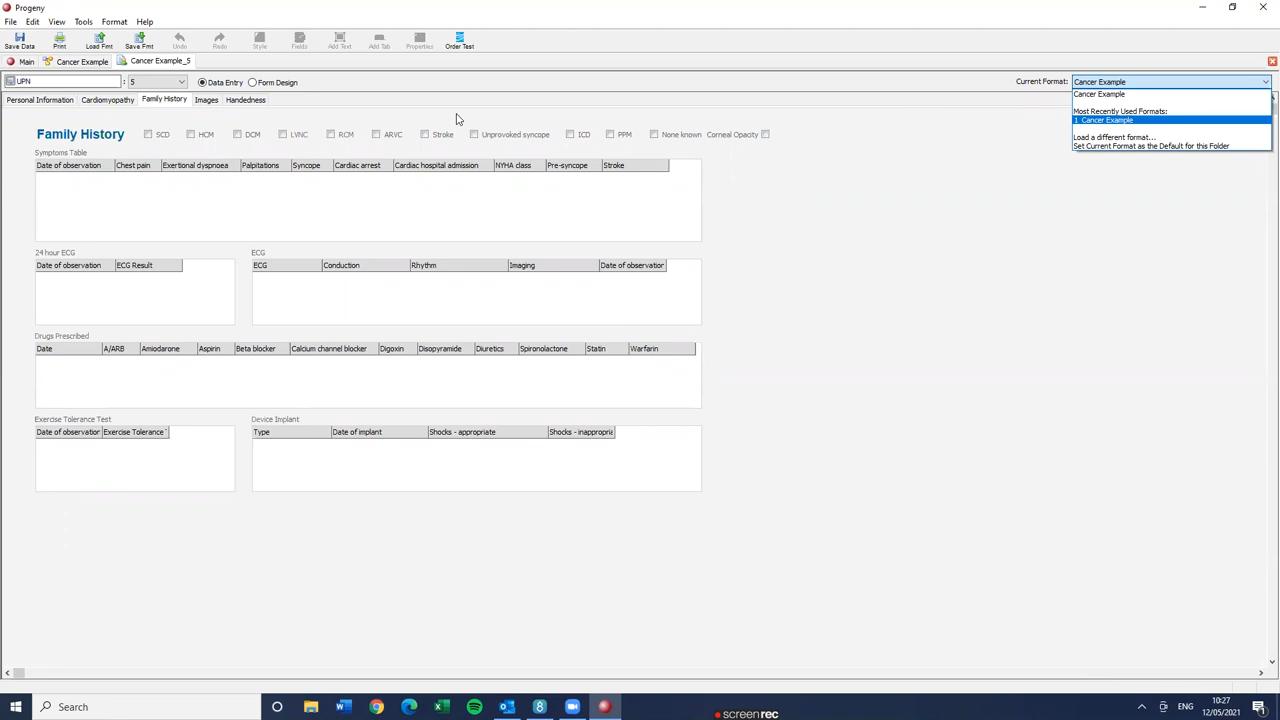 Progeny
File Edit View Tools Format Help
Save Data Print Load Fmt Save Fmt Undo Redo Style Fields Add Text Add Tab Properties Order Test
Main Cancer Example Cancer Example_5
UPN : 5 Data Entry Form Design Current Format: Cancer Example
Personal Information Cardiomyopathy Family History Images Handedness
Cancer Example
Most Recently Used Formats:
1 Cancer Example
Load a different format...
Set Current Format as the Default for this Folder
Family History SCD HCM DCM LVNC RCM ARVC Stroke Unprovoked syncope ICD PPM None known Corneal Opacity
Symptoms Table
Date of observation Chest pain Exertional dyspnoea Palpitations Syncope Cardiac arrest Cardiac hospital admission NYHA class Pre-syncope Stroke
24 hour ECG ECG
Date of observation ECG Result ECG Conduction Rhythm Imaging Date of observation
Drugs Prescribed
Date A/ARB Amiodarone Aspirin Beta blocker Calcium channel blocker Digoxin Disopyramide Diuretics Spironolactone Statin Warfarin
Exercise Tolerance Test Device Implant
Date of observation Exercise Tolerance Type Date of implant Shocks - appropriate Shocks - inappropria
Search
ENG
10:27
12/05/2021
screenrec